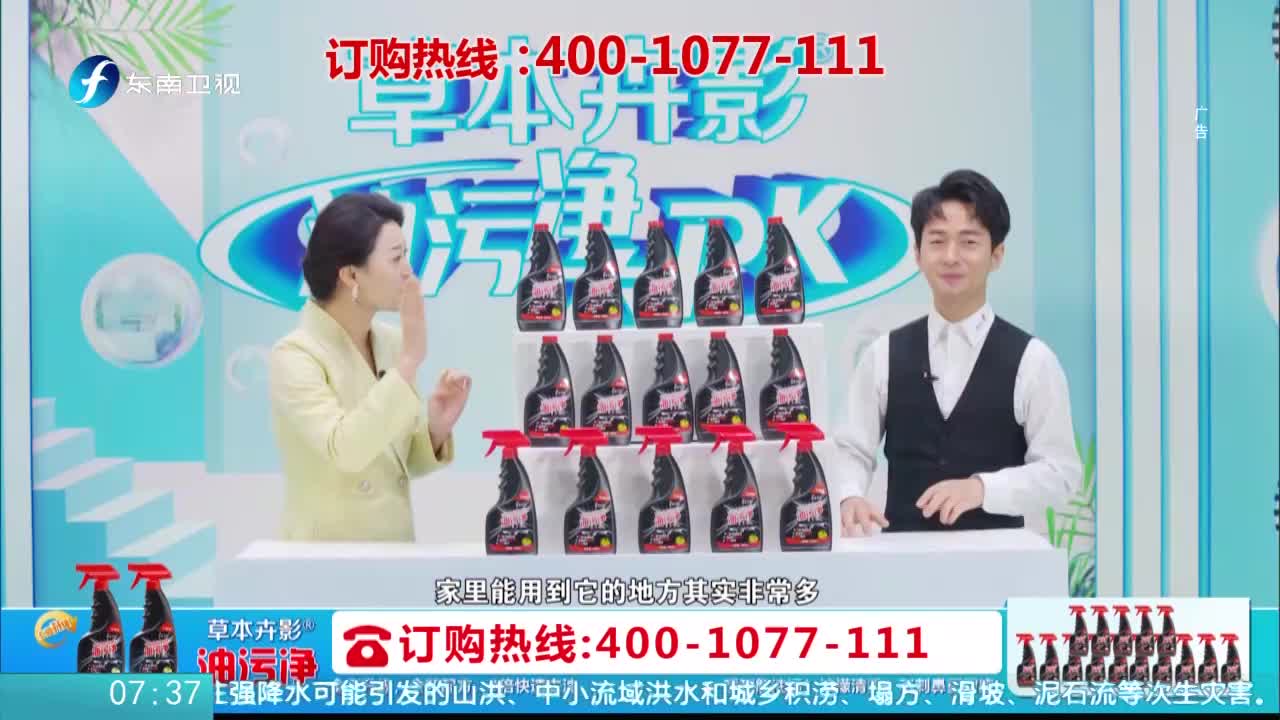 订购热线:400-1077-111
东南卫视
广告
草本卉影®
油污净PK
家里能用到它的地方其实非常多
草本卉影®
油污净
订购热线:400-1077-111
07:37
在强降水可能引发的山洪、中小流域洪水和城乡积涝、塌方、滑坡、泥石流等次生灾害.